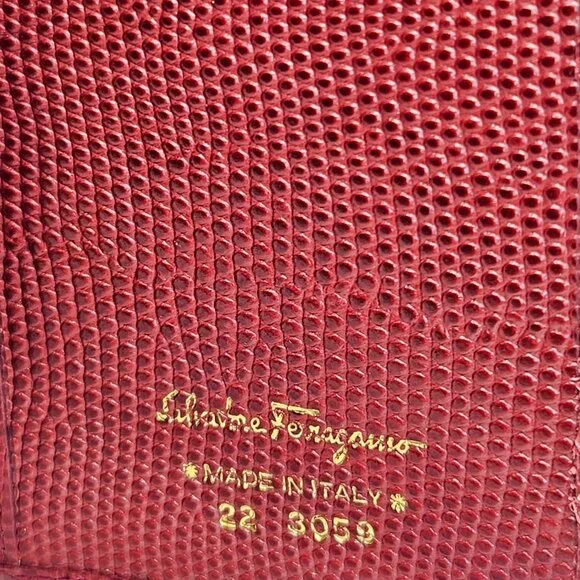 Salvatore Ferragamo
*MADE IN ITALY*
22 3059